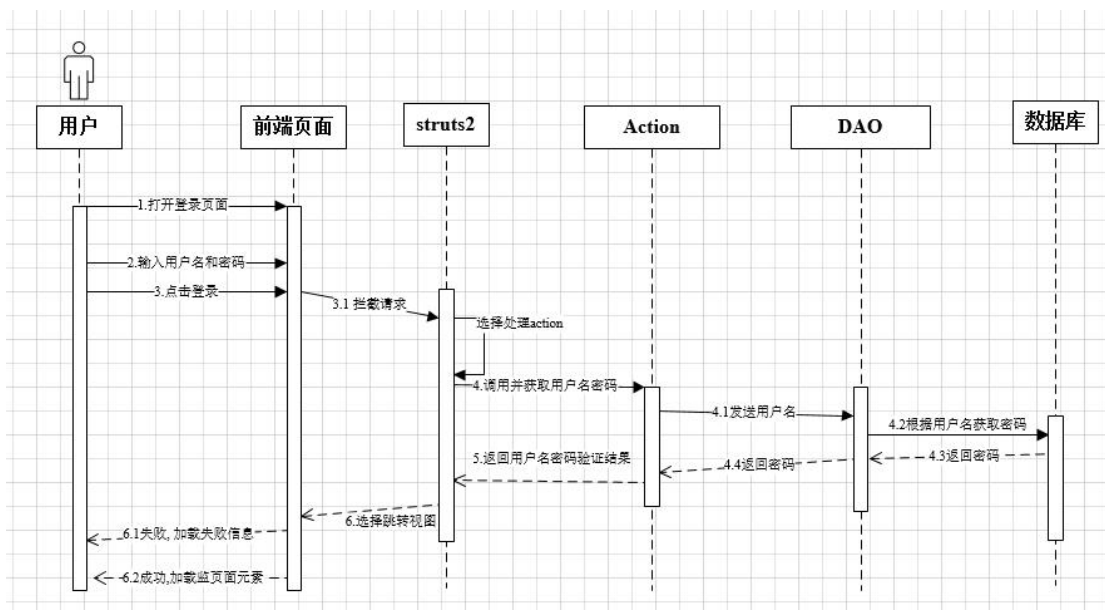 用户
前端页面
struts2
Action
DAO
数据库
1.打开登录页面
2.输入用户名和密码
3.点击登录
3.1 拦截请求
选择处理action
4.调用并获取用户名密码
4.1发送用户名
4.2根据用户名获取密码
4.3返回密码
4.4返回密码
5.返回用户名密码验证结果
6.选择跳转视图
6.1失败, 加载失败信息
6.2成功,加载监页面元素